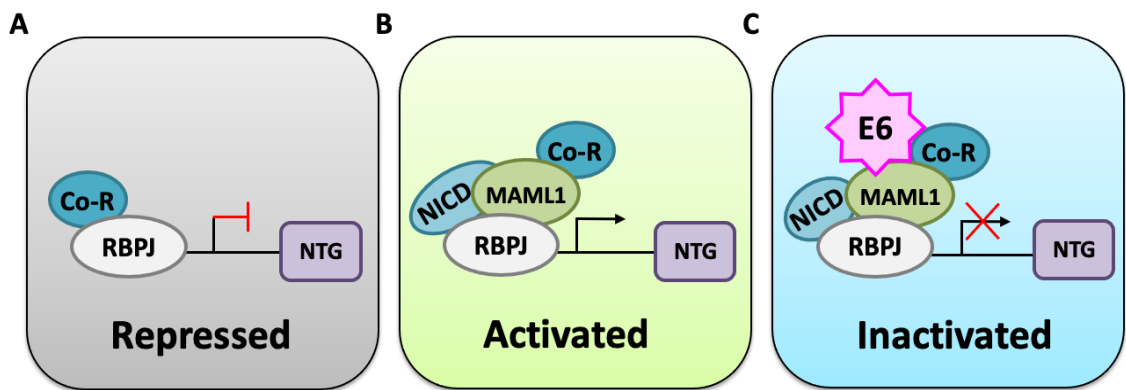 A
Co-R
RBPJ
NTG
Repressed
B
Co-R
NICD
MAML1
RBPJ
NTG
Activated
C
E6
Co-R
NICD
MAML1
RBPJ
NTG
Inactivated